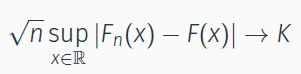 √n sup |Fₙ(x) − F(x)| → K
x∈ℝ